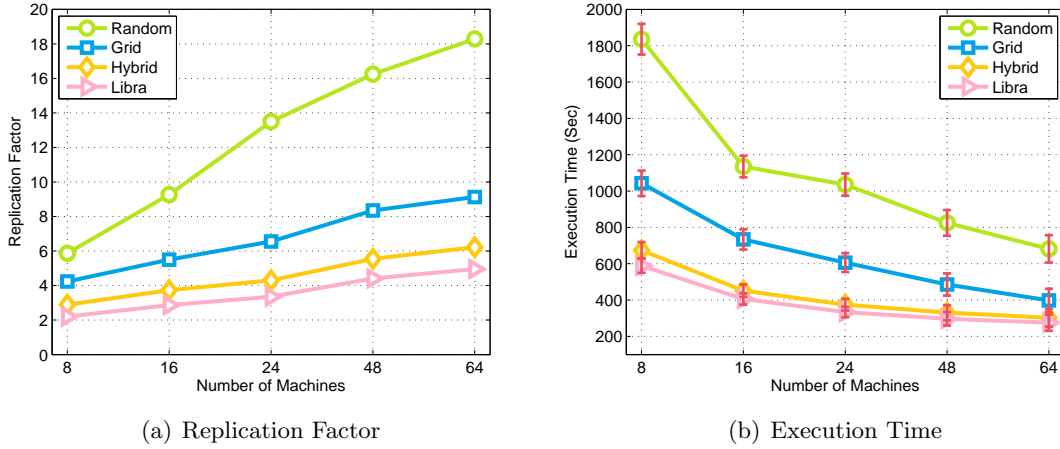 20
18
16
14
12
10
8
6
4
2
0
Replication Factor
Random
Grid
Hybrid
Libra
8 16 24 48 64
Number of Machines
(a) Replication Factor
2000
1800
1600
1400
1200
1000
800
600
400
200
Execution Time (Sec)
Random
Grid
Hybrid
Libra
8 16 24 48 64
Number of Machines
(b) Execution Time